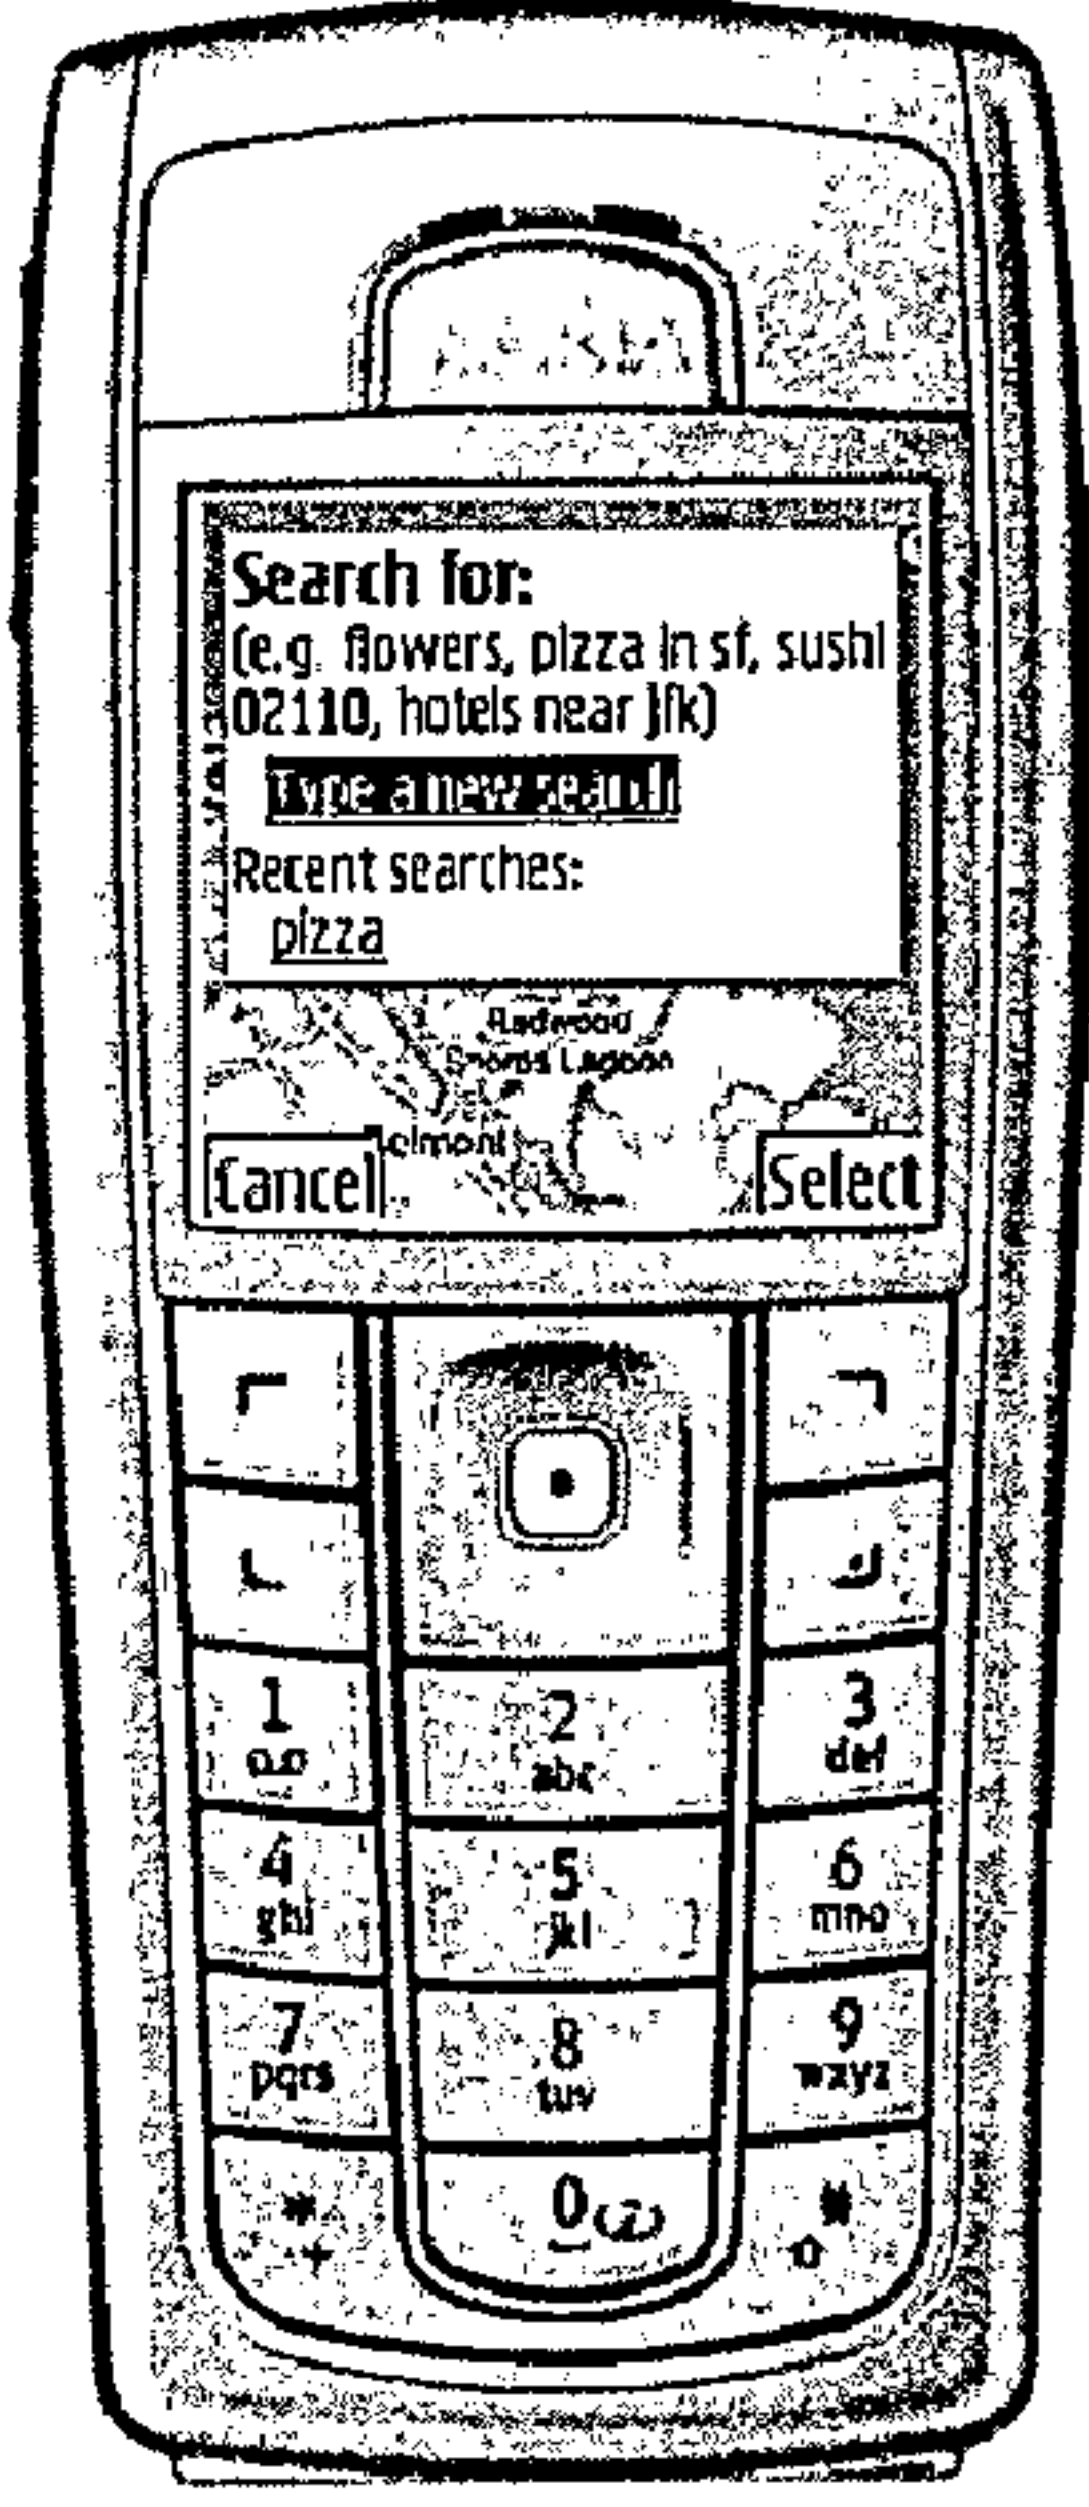 Search for:
(e.g. flowers, pizza in sf, sushi
02110, hotels near jfk)
Type a new search
Recent searches:
pizza
Redwood
Shores Lagoon
Belmont
Cancel
Select
1
o.o
2
abc
3
def
4
ghi
5
jkl
6
mno
7
pqrs
8
tuv
9
wxyz
*
+
0
#